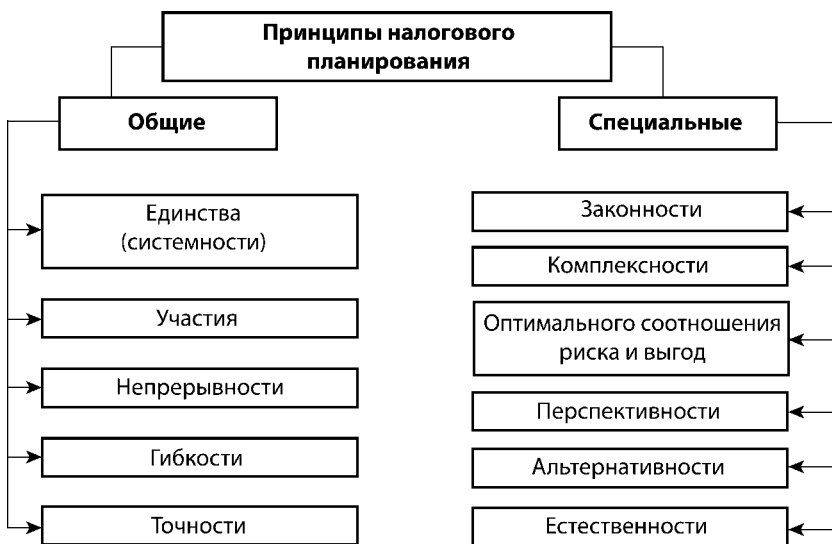 Принципы налогового
планирования
Общие
Специальные
Единства
(системности)
Участия
Непрерывности
Гибкости
Точности
Законности
Комплексности
Оптимального соотношения
риска и выгод
Перспективности
Альтернативности
Естественности